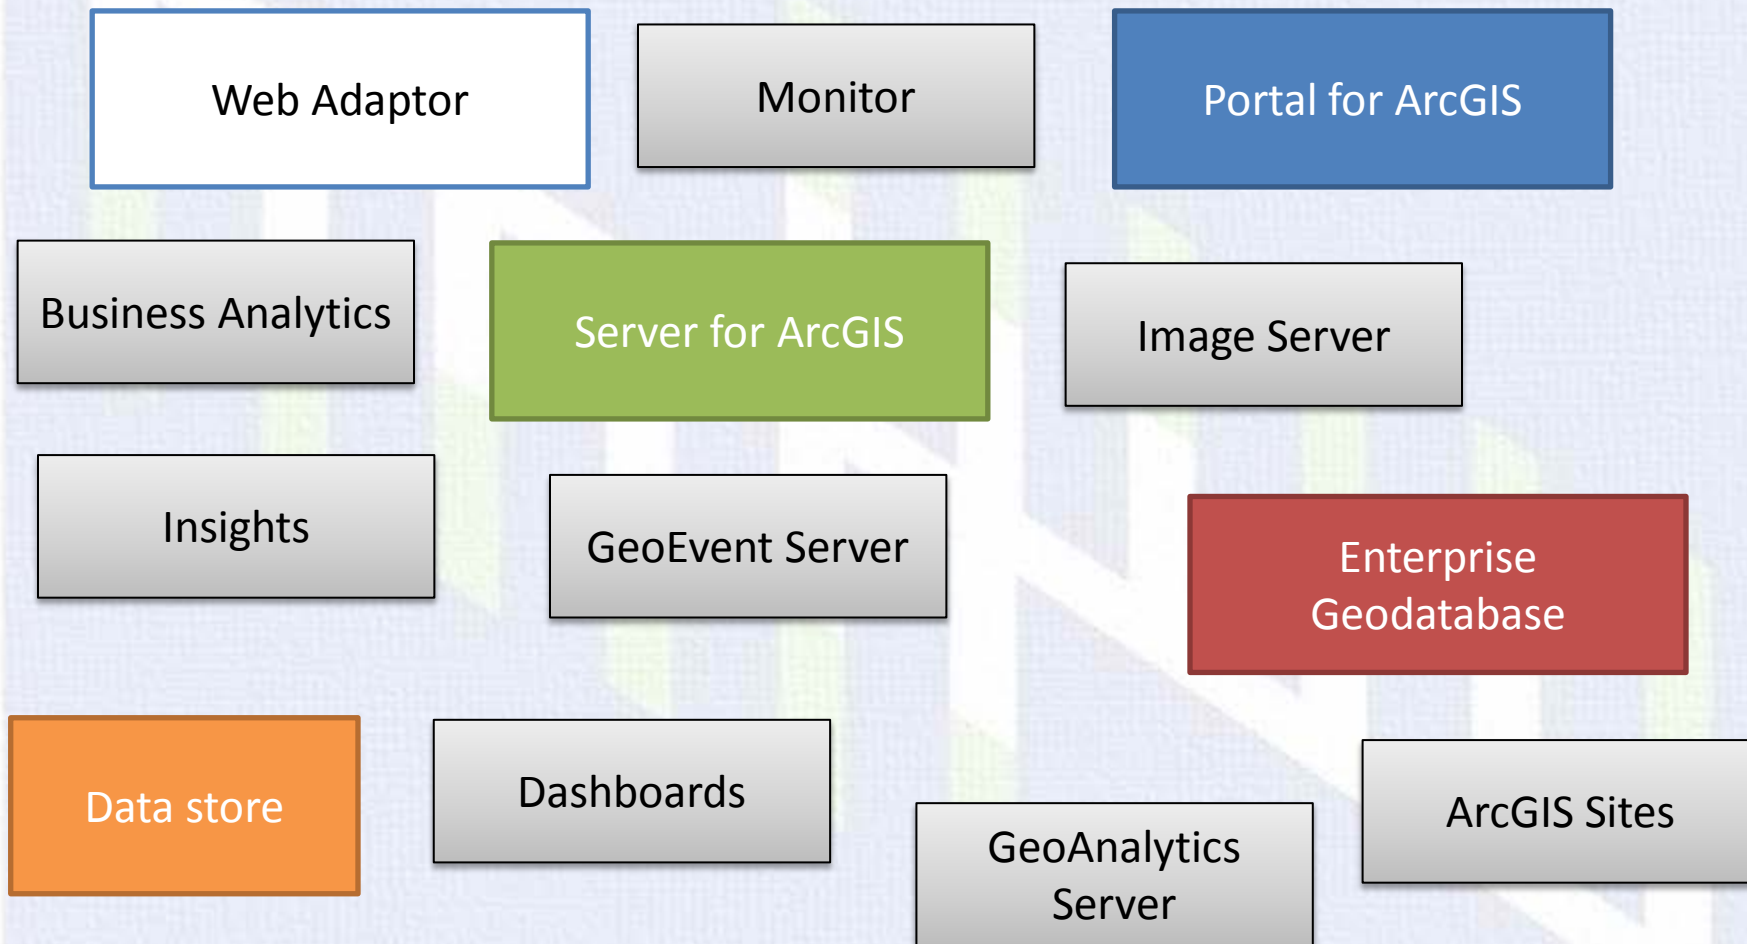 Web Adaptor
Monitor
Portal for ArcGIS
Business Analytics
Server for ArcGIS
Image Server
Insights
GeoEvent Server
Enterprise
Geodatabase
Data store
Dashboards
GeoAnalytics
Server
ArcGIS Sites